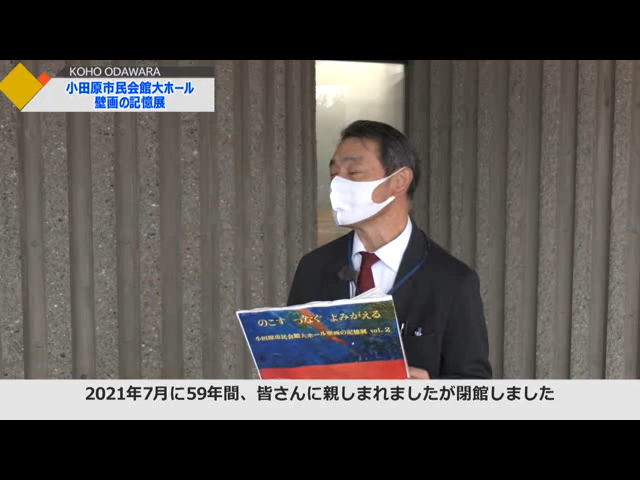 KOHO ODAWARA
小田原市民会館大ホール
壁画の記憶展
のこす つなぐ よみがえる
小田原市民会館大ホール壁画の記憶展 vol.2
2021年7月に59年間、皆さんに親しまれましたが閉館しました